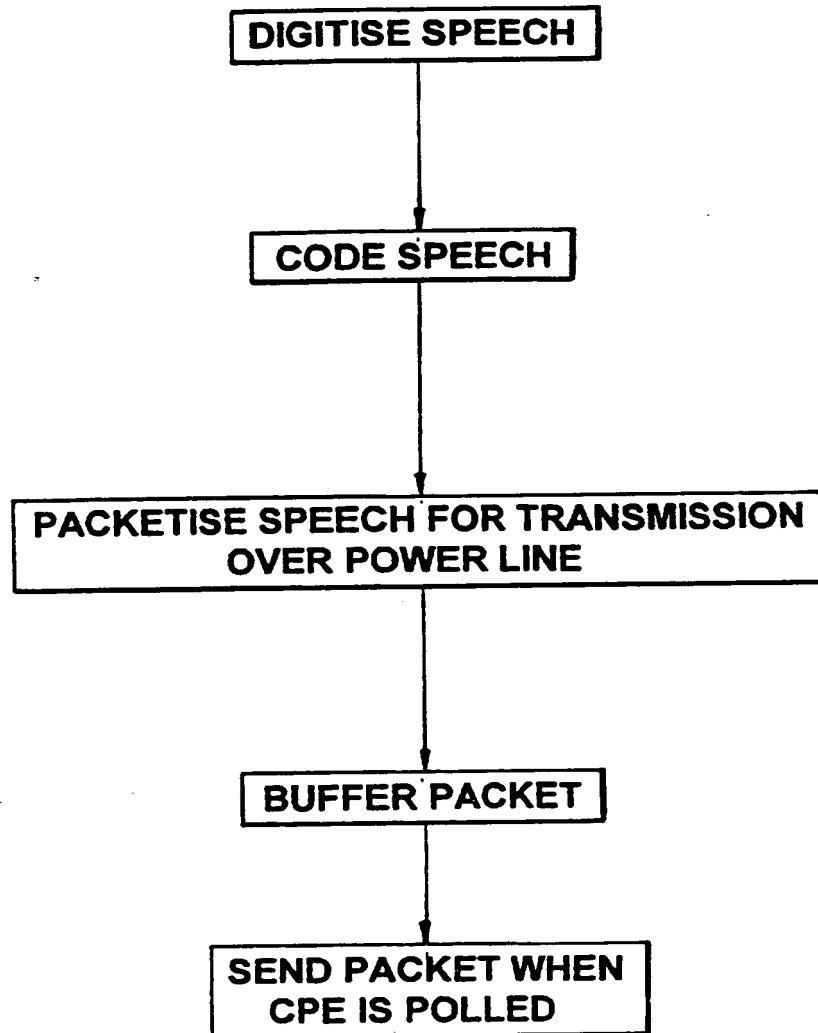 DIGITISE SPEECH
CODE SPEECH
PACKETISE SPEECH FOR TRANSMISSION
OVER POWER LINE
BUFFER PACKET
SEND PACKET WHEN
CPE IS POLLED